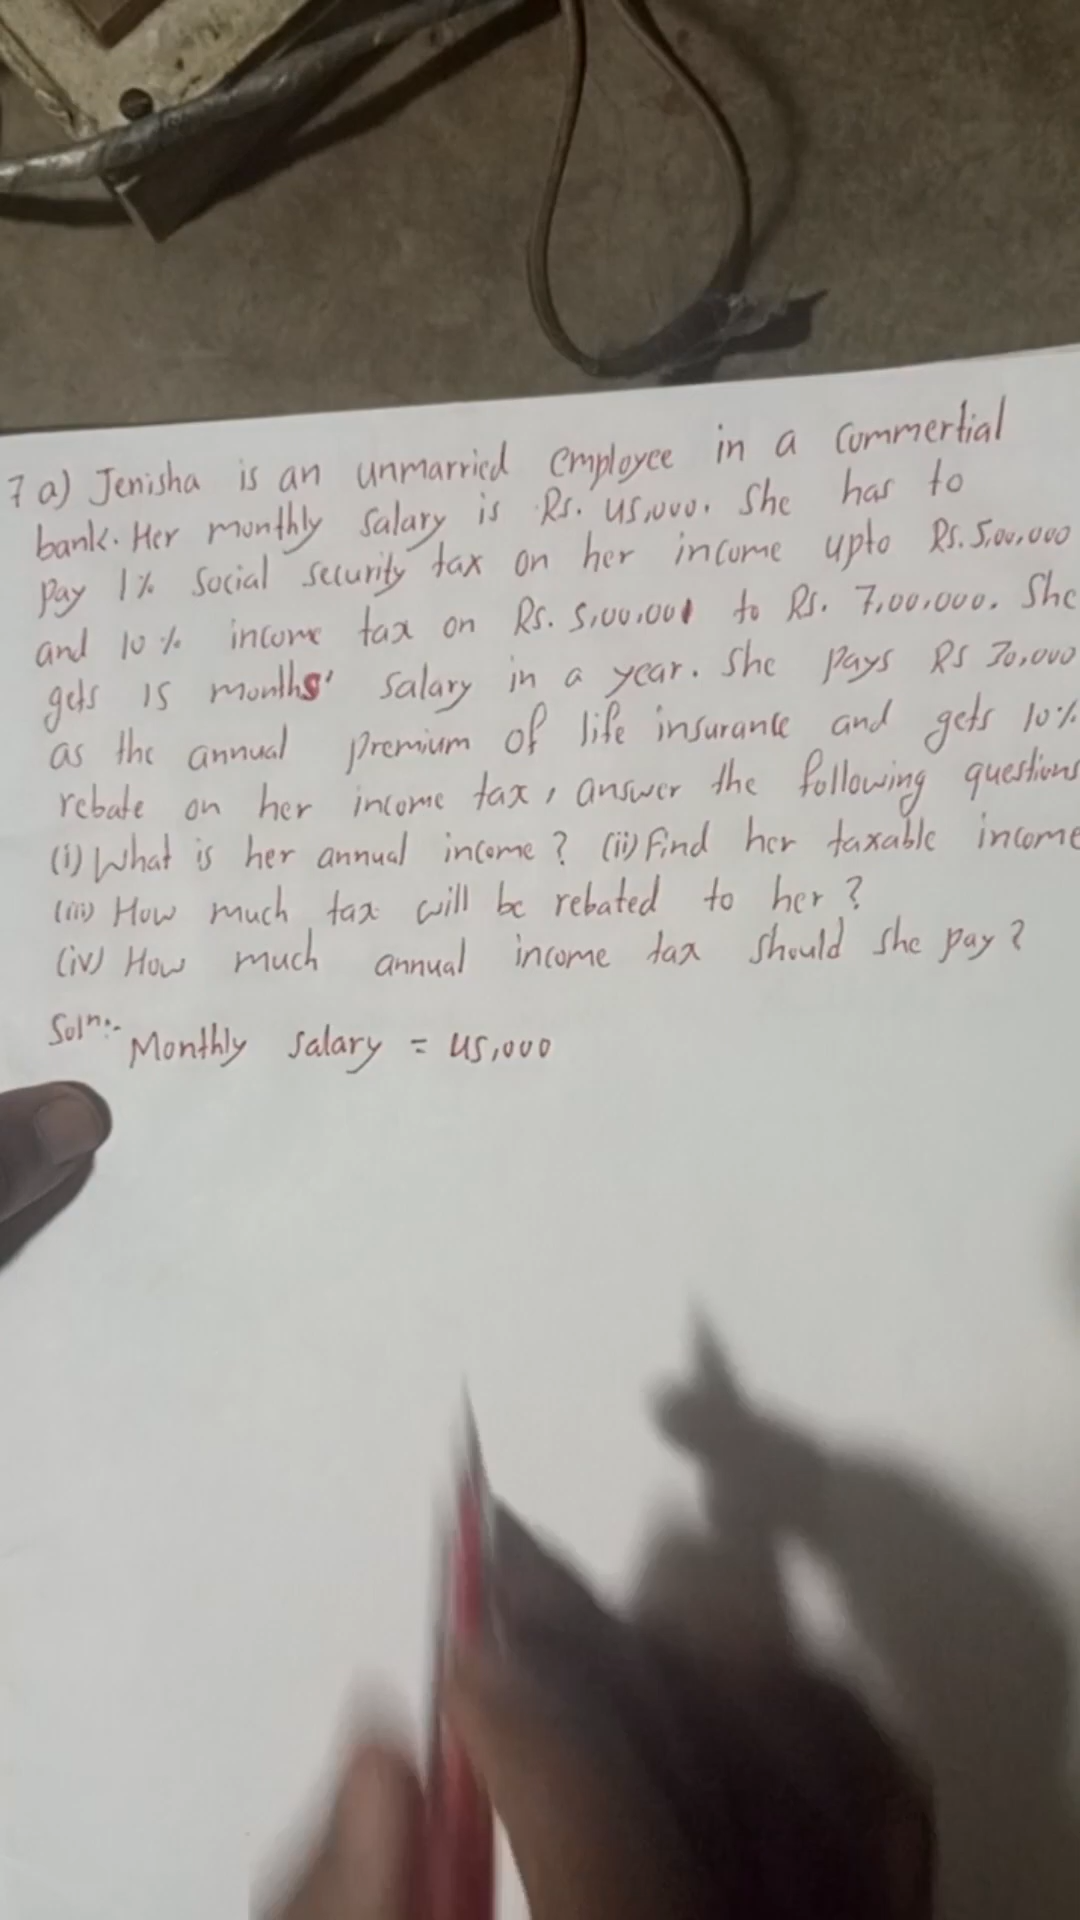 7 a) Jenisha is an unmarried employee in a Commertial
bank. Her monthly salary is Rs. 45,000. She has to
Pay 1% Social security tax on her income upto Rs. 5,00,000
and 10% income tax on Rs. 5,00,001 to Rs. 7,00,000. She
gets 15 months' salary in a year. She pays Rs 30,000
as the annual premium of life insurance and gets 10%
rebate on her income tax, answer the following questions
(i) What is her annual income? (ii) Find her taxable income
(iii) How much tax will be rebated to her?
(iv) How much annual income tax should she pay?
Soln:- Monthly salary = 45,000